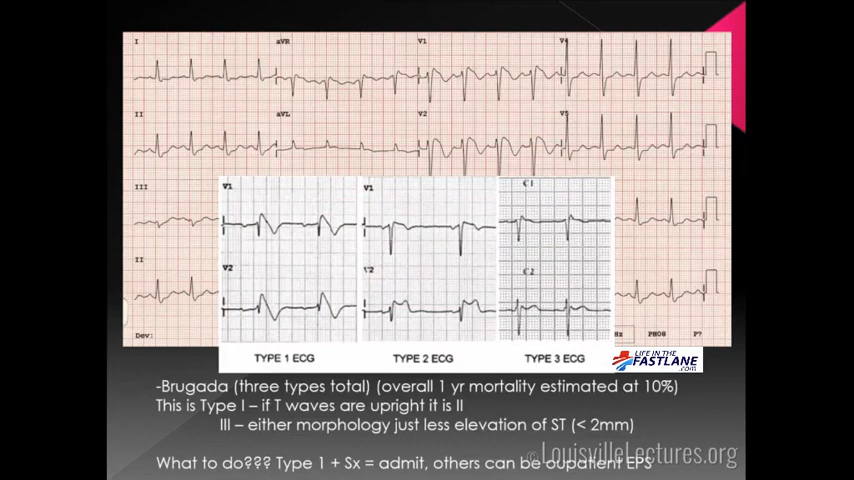 I aVR V1 V4
II aVL V2 V5
III
II
V1 V1 C1
V2 V2 C2
Dev: Hz PH08 P?
TYPE 1 ECG TYPE 2 ECG TYPE 3 ECG
LIFE IN THE
FASTLANE
.com
-Brugada (three types total) (overall 1 yr mortality estimated at 10%)
This is Type I – if T waves are upright it is II
III – either morphology just less elevation of ST (< 2mm)
What to do??? Type 1 + Sx = admit, others can be oupatient EPS
LouisvilleLectures.org